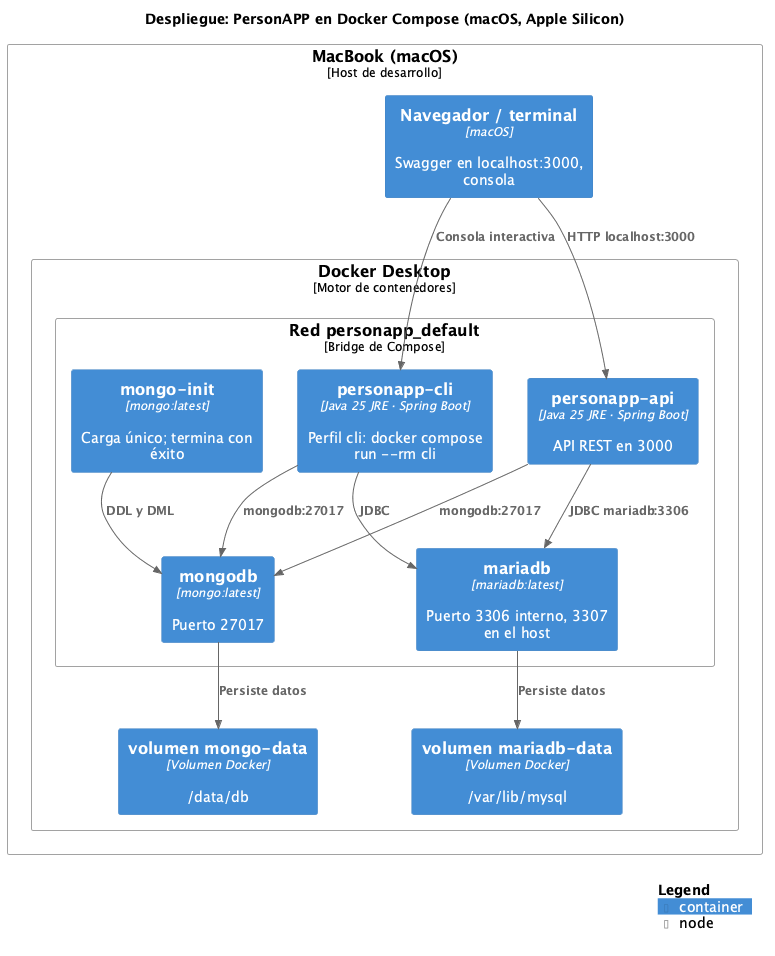 Despliegue: PersonAPP en Docker Compose (macOS, Apple Silicon)
MacBook (macOS)
[Host de desarrollo]
Navegador / terminal
[macOS]
Swagger en localhost:3000,
consola
Consola interactiva
HTTP localhost:3000
Docker Desktop
[Motor de contenedores]
Red personapp_default
[Bridge de Compose]
mongo-init
[mongo:latest]
Carga único; termina con
éxito
personapp-cli
[Java 25 JRE · Spring Boot]
Perfil cli: docker compose
run --rm cli
personapp-api
[Java 25 JRE · Spring Boot]
API REST en 3000
DDL y DML
mongodb:27017
JDBC
mongodb:27017
JDBC mariadb:3306
mongodb
[mongo:latest]
Puerto 27017
mariadb
[mariadb:latest]
Puerto 3306 interno, 3307
en el host
Persiste datos
Persiste datos
volumen mongo-data
[Volumen Docker]
/data/db
volumen mariadb-data
[Volumen Docker]
/var/lib/mysql
Legend
container
node